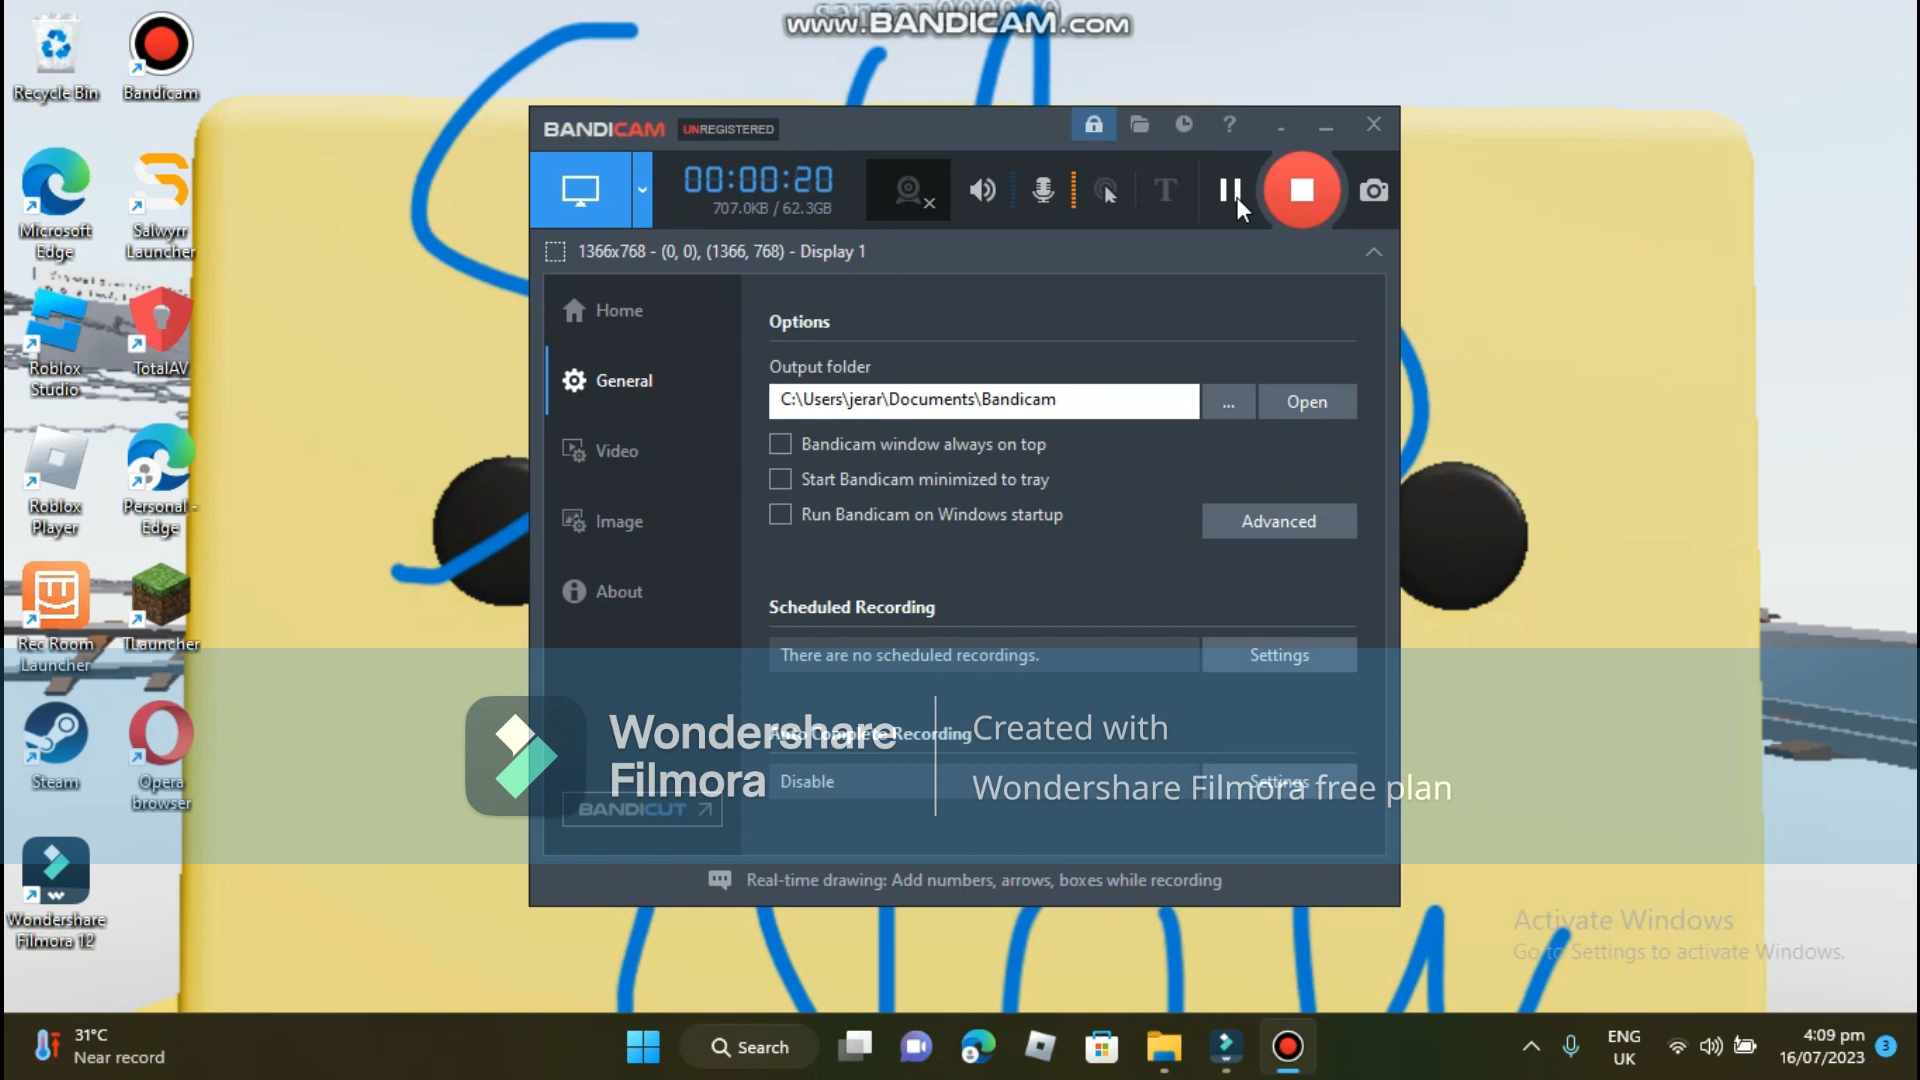 www.BANDICAM.com
Recycle Bin
Bandicam
BANDICAM
UNREGISTERED
?
00:00:20
707.0KB / 62.3GB
T
Microsoft
Edge
Salwyrr
Launcher
1366x768 - (0, 0), (1366, 768) - Display 1
Home
General
Video
Image
About
Options
Output folder
C:\Users\jerar\Documents\Bandicam
...
Open
Bandicam window always on top
Start Bandicam minimized to tray
Run Bandicam on Windows startup
Advanced
Roblox
Studio
TotalAV
Roblox
Player
Personal -
Edge
Scheduled Recording
There are no scheduled recordings.
Settings
Rec Room
Launcher
TLauncher
Auto Complete Recording
Disable
Settings
BANDICUT
Wondershare
Filmora
Created with
Wondershare Filmora free plan
Steam
Opera
browser
Wondershare
Filmora 12
Real-time drawing: Add numbers, arrows, boxes while recording
Activate Windows
Go to Settings to activate Windows.
31°C
Near record
Search
ENG
UK
4:09 pm
16/07/2023
3